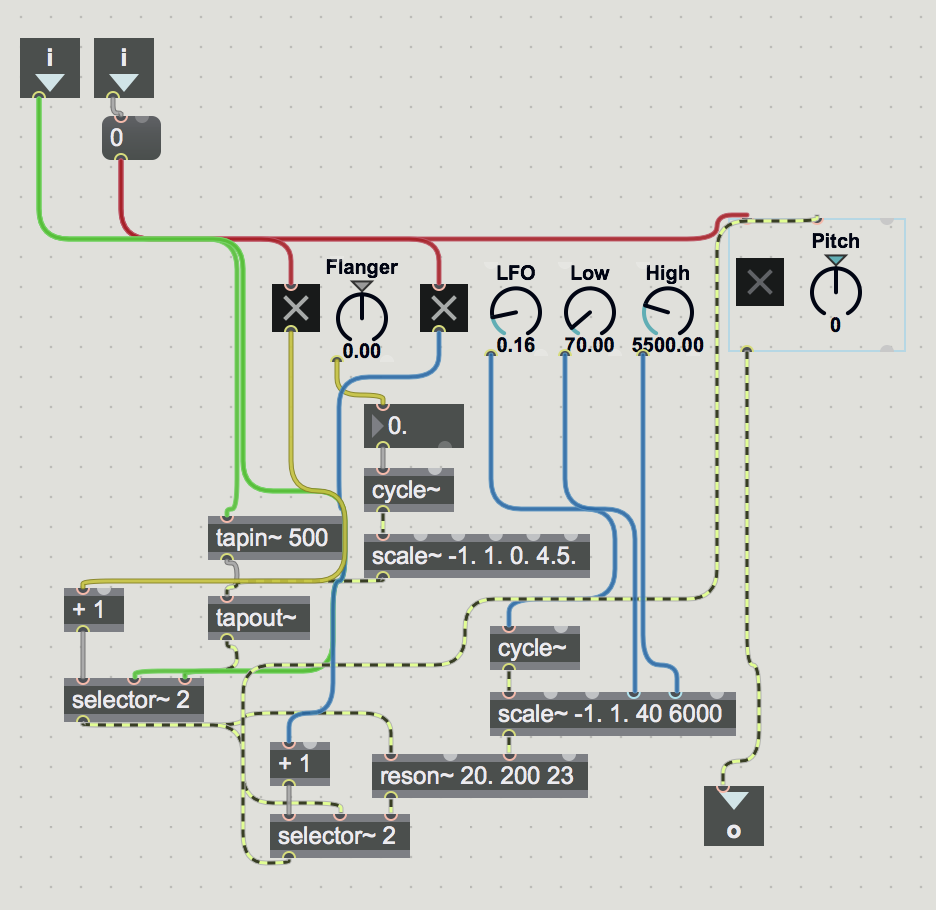 i
i
0
Flanger
0.00
LFO
0.16
Low
70.00
High
5500.00
Pitch
0
0.
cycle~
tapin~ 500
scale~ -1. 1. 0. 4.5.
+ 1
tapout~
cycle~
selector~ 2
scale~ -1. 1. 40 6000
+ 1
reson~ 20. 200 23
selector~ 2
o